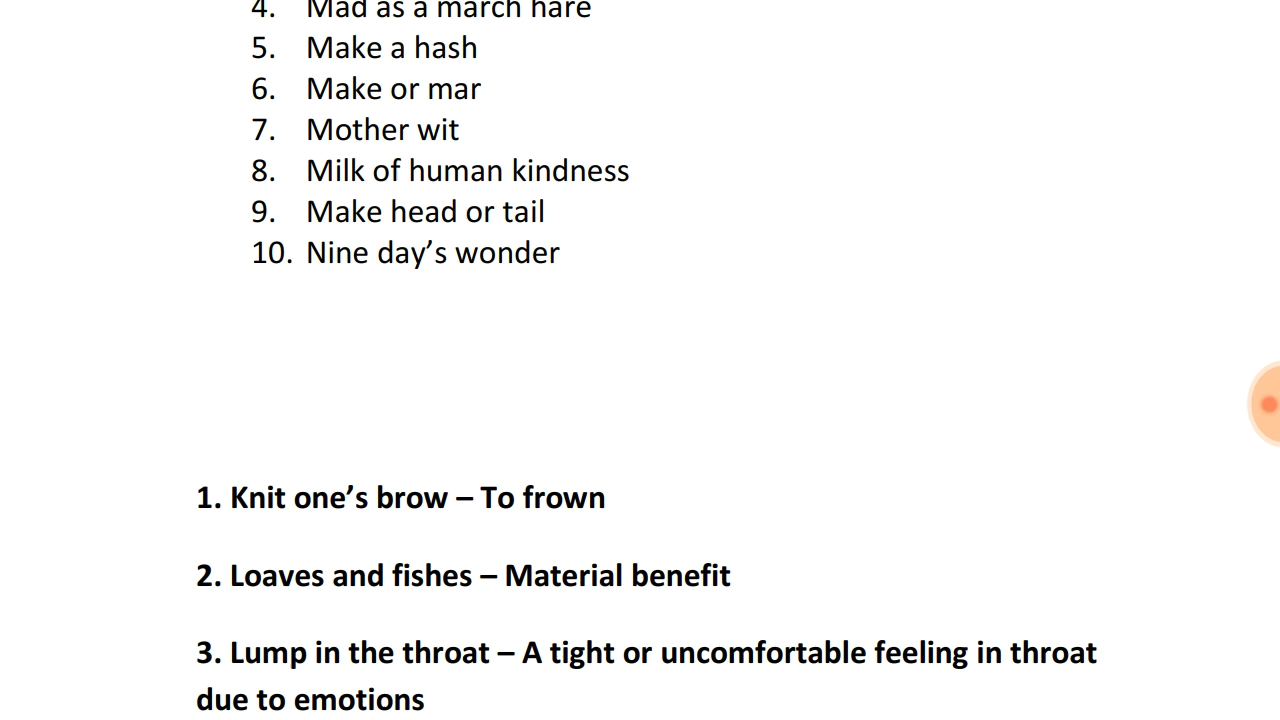 4. Mad as a march hare
5. Make a hash
6. Make or mar
7. Mother wit
8. Milk of human kindness
9. Make head or tail
10. Nine day’s wonder
1. Knit one’s brow – To frown
2. Loaves and fishes – Material benefit
3. Lump in the throat – A tight or uncomfortable feeling in throat
due to emotions